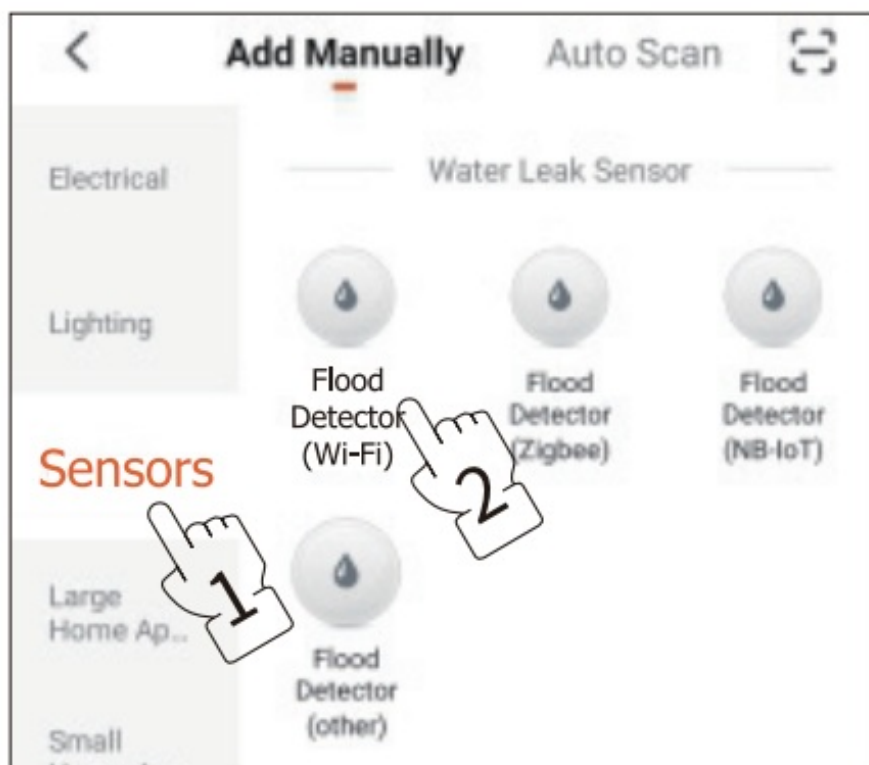 Add Manually
Auto Scan
Electrical
Lighting
Sensors
Large
Home Ap...
Small
Water Leak Sensor
Flood
Detector
(Wi-Fi)
Flood
Detector
(Zigbee)
Flood
Detector
(NB-IoT)
Flood
Detector
(other)
1
2